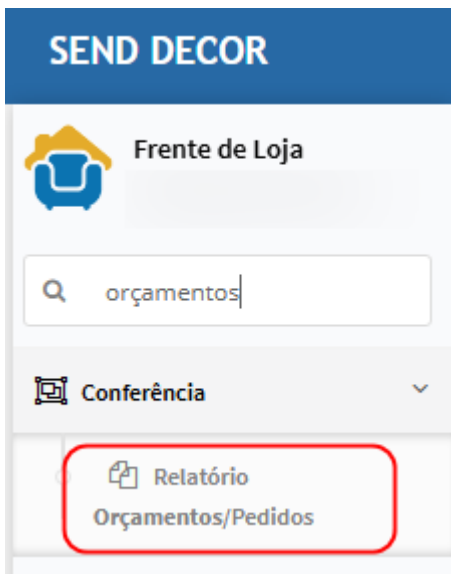 SEND DECOR
Frente de Loja
orçamentos
Conferência
Relatório
Orçamentos/Pedidos